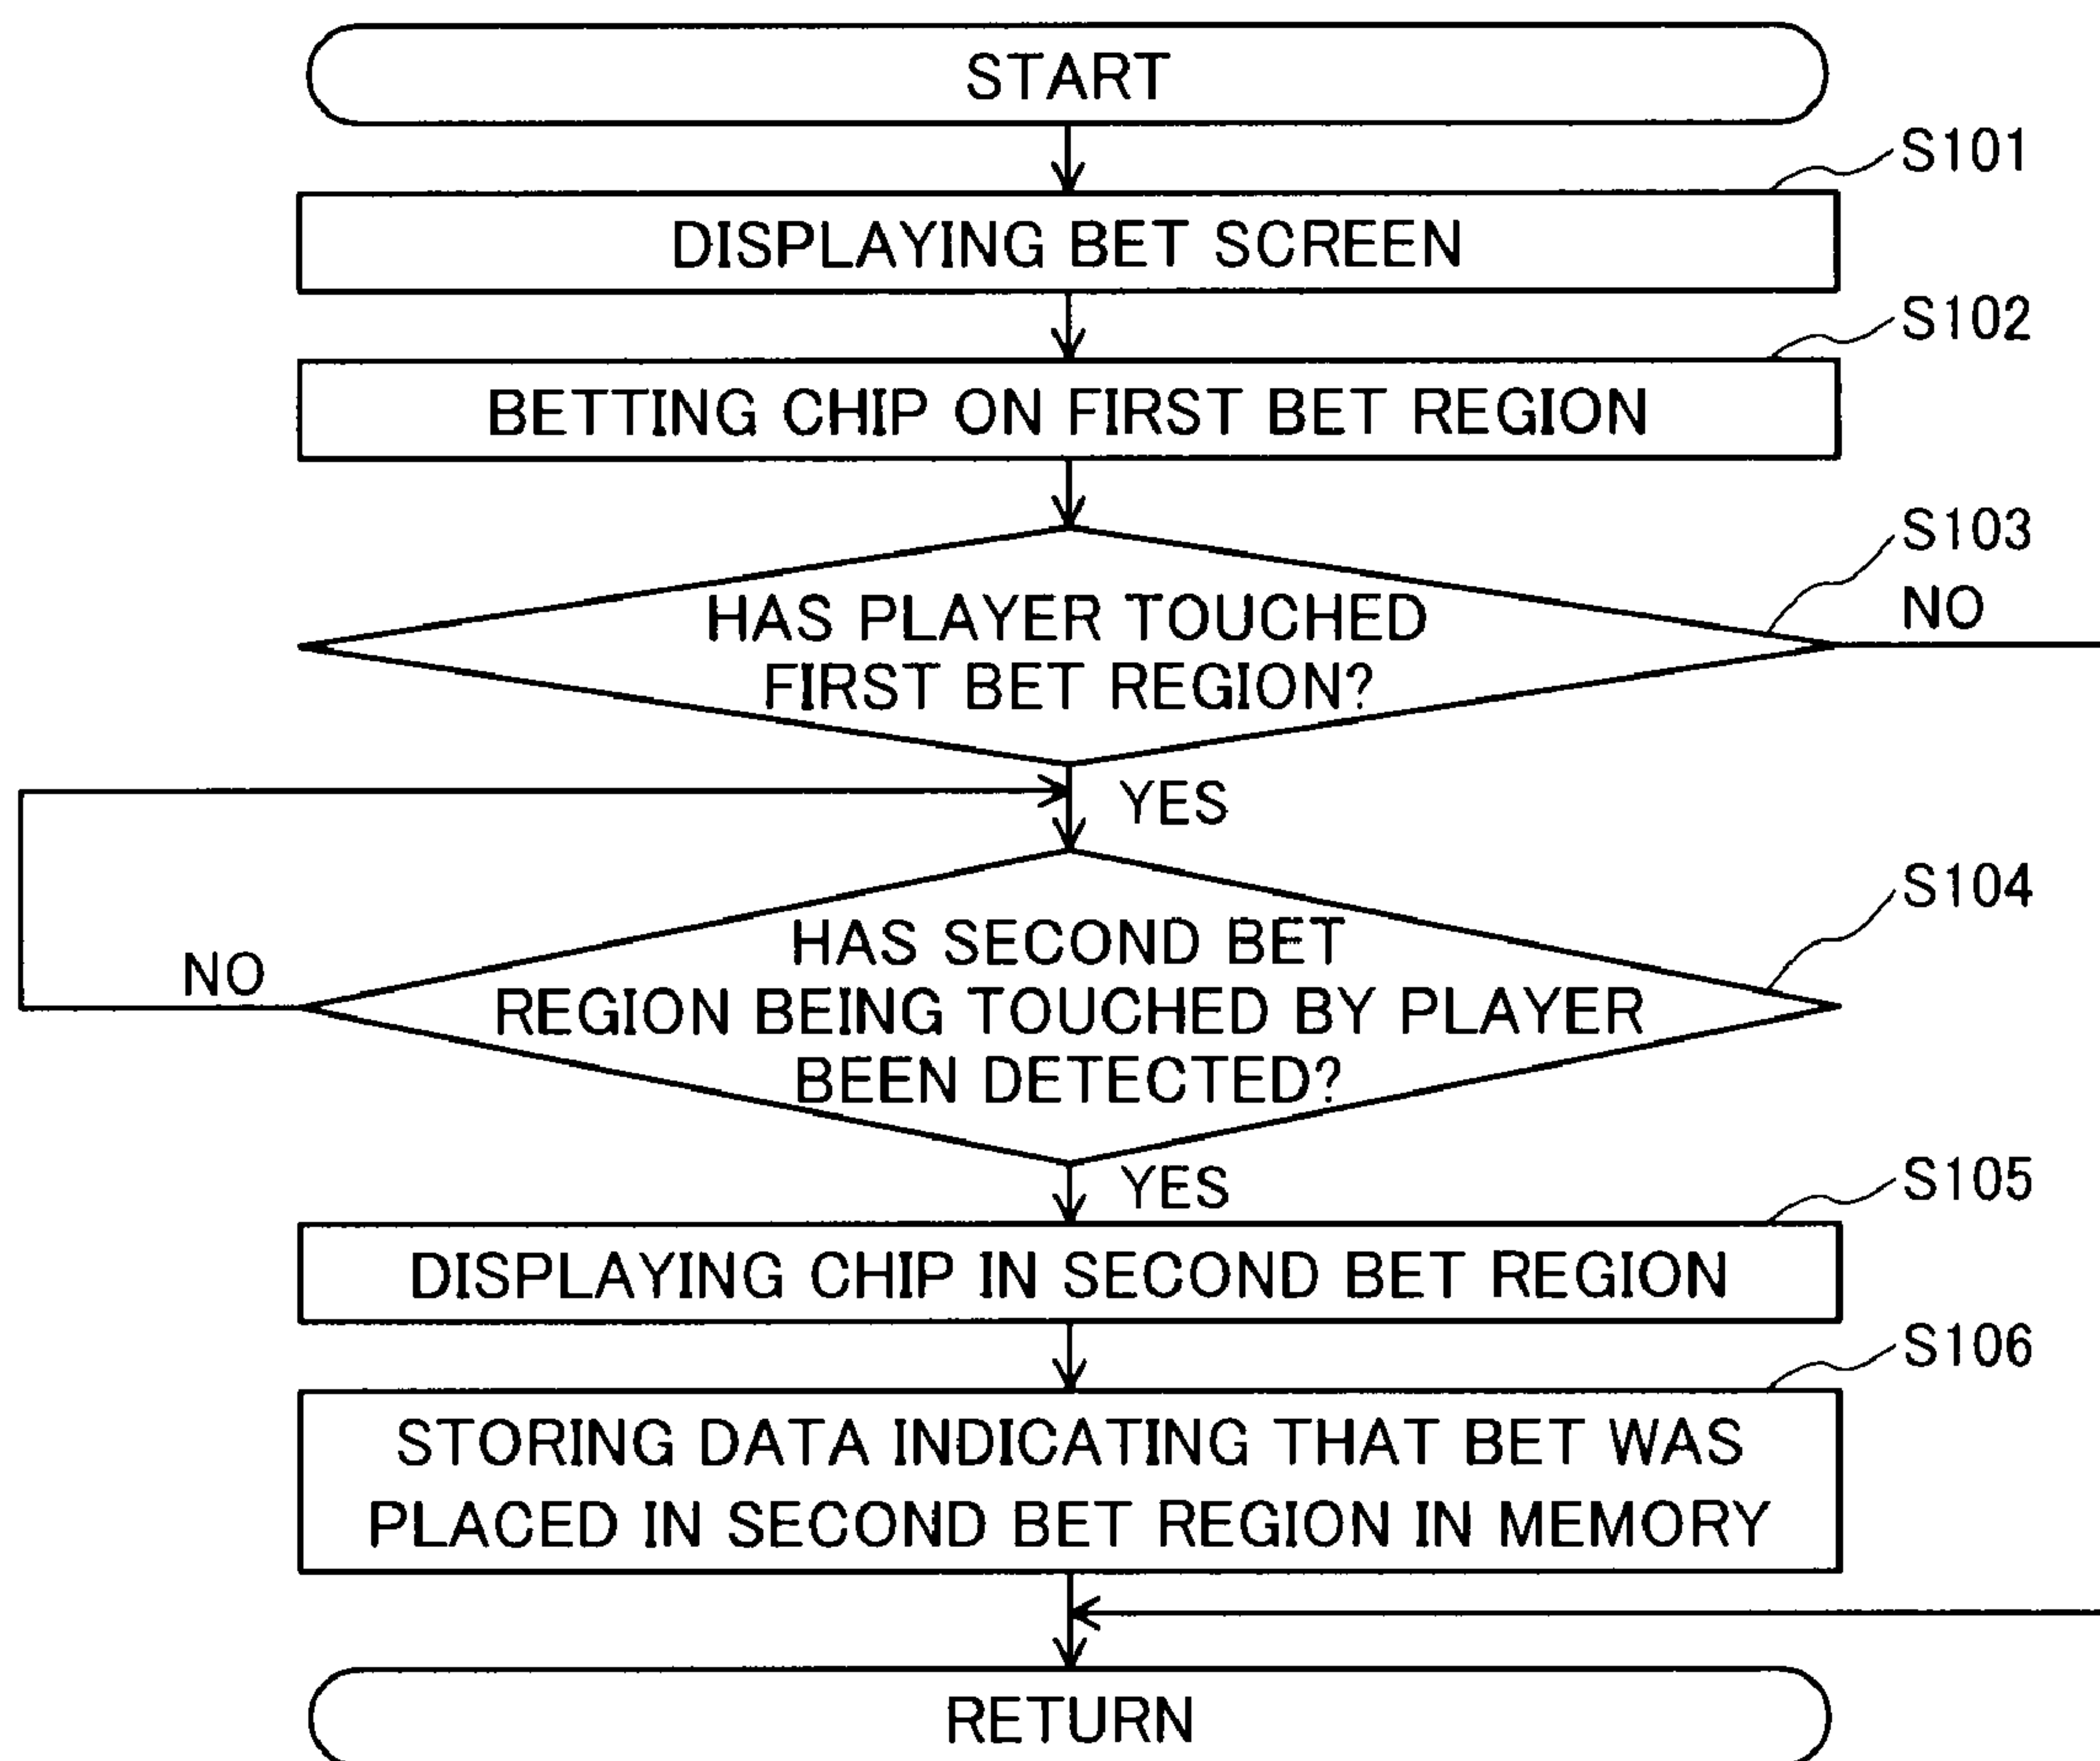 START
S101
DISPLAYING BET SCREEN
S102
BETTING CHIP ON FIRST BET REGION
S103
NO
HAS PLAYER TOUCHED
FIRST BET REGION?
YES
S104
HAS SECOND BET
NO
REGION BEING TOUCHED BY PLAYER
BEEN DETECTED?
YES
S105
DISPLAYING CHIP IN SECOND BET REGION
S106
STORING DATA INDICATING THAT BET WAS
PLACED IN SECOND BET REGION IN MEMORY
RETURN